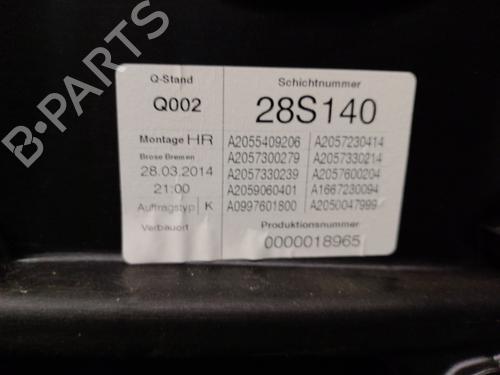 B-PARTS
Q-Stand
Q002
Montage HR
Brose Bremen
28.03.2014
21:00
Auftragstyp K
Verbauort
Schichtnummer
28S140
A2055409206 A2057230414
A2057300279 A2057330214
A2057330239 A2057600204
A2059060401 A1667230094
A0997601800 A2050047999
Produktionsnummer
0000018965